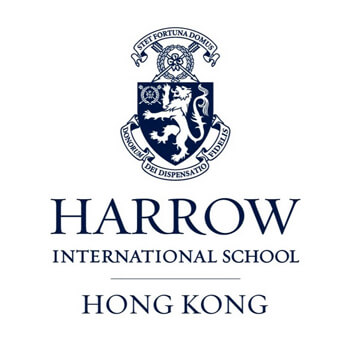 STET FORTUNA DOMUS
DONORUM DEI DISPENSATIO FIDELIS
HARROW
INTERNATIONAL SCHOOL
HONG KONG